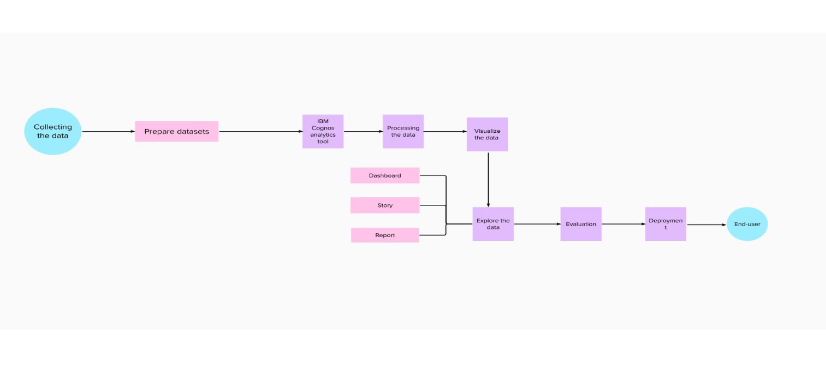 Collecting
the data
Prepare datasets
IBM
Cognos
analytics
tool
Processing
the data
Visualize
the data
Dashboard
Story
Report
Explore the
data
Evaluation
Deploymen
t
End-user